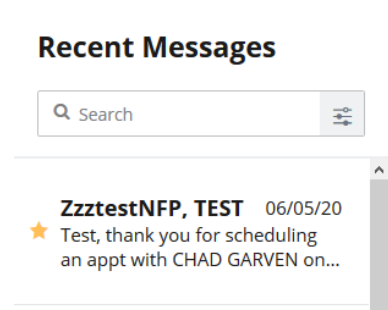 Recent Messages
Search
ZzztestNFP, TEST 06/05/20
Test, thank you for scheduling
an appt with CHAD GARVEN on...